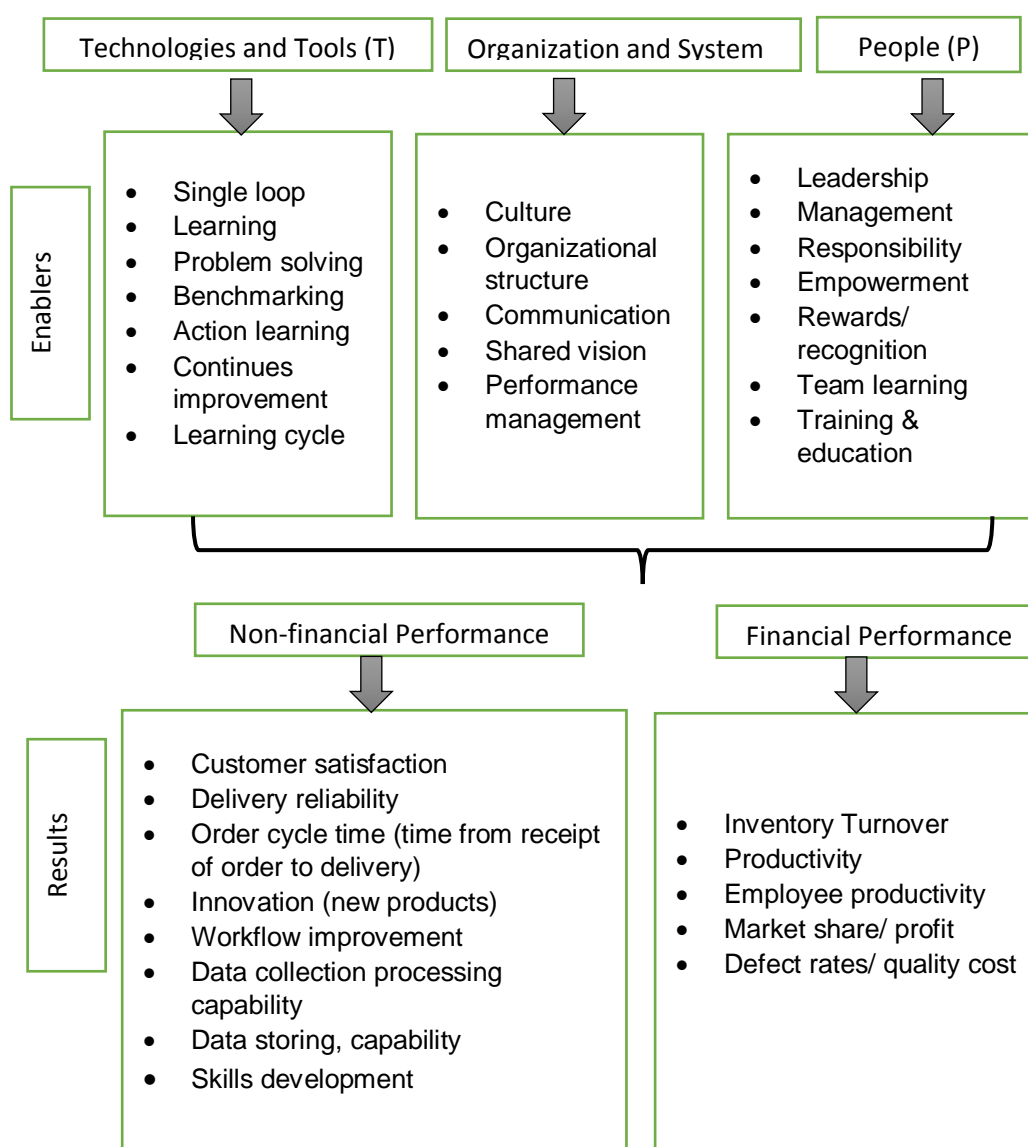 Technologies and Tools (T)
Organization and System
People (P)
Enablers
• Single loop
• Learning
• Problem solving
• Benchmarking
• Action learning
• Continues
improvement
• Learning cycle
• Culture
• Organizational
structure
• Communication
• Shared vision
• Performance
management
• Leadership
• Management
• Responsibility
• Empowerment
• Rewards/
recognition
• Team learning
• Training &
education
Non-financial Performance
Financial Performance
Results
• Customer satisfaction
• Delivery reliability
• Order cycle time (time from receipt
of order to delivery)
• Innovation (new products)
• Workflow improvement
• Data collection processing
capability
• Data storing, capability
• Skills development
• Inventory Turnover
• Productivity
• Employee productivity
• Market share/ profit
• Defect rates/ quality cost